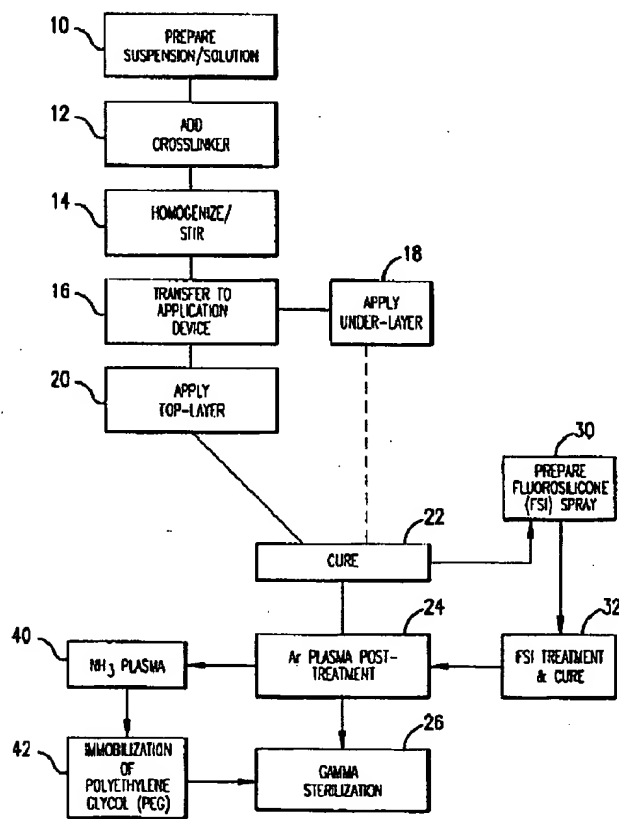 10
PREPARE
SUSPENSION/SOLUTION
12
ADD
CROSSLINKER
14
HOMOGENIZE/
STIR
16
TRANSFER TO
APPLICATION
DEVICE
18
APPLY
UNDER-LAYER
20
APPLY
TOP-LAYER
30
PREPARE
FLUOROSILICONE
(FSI) SPRAY
22
CURE
24
Ar PLASMA POST-
TREATMENT
32
FSI TREATMENT
& CURE
40
NH3 PLASMA
42
IMMOBILIZATION
OF
POLYETHYLENE
GLYCOL (PEG)
26
GAMMA
STERILIZATION